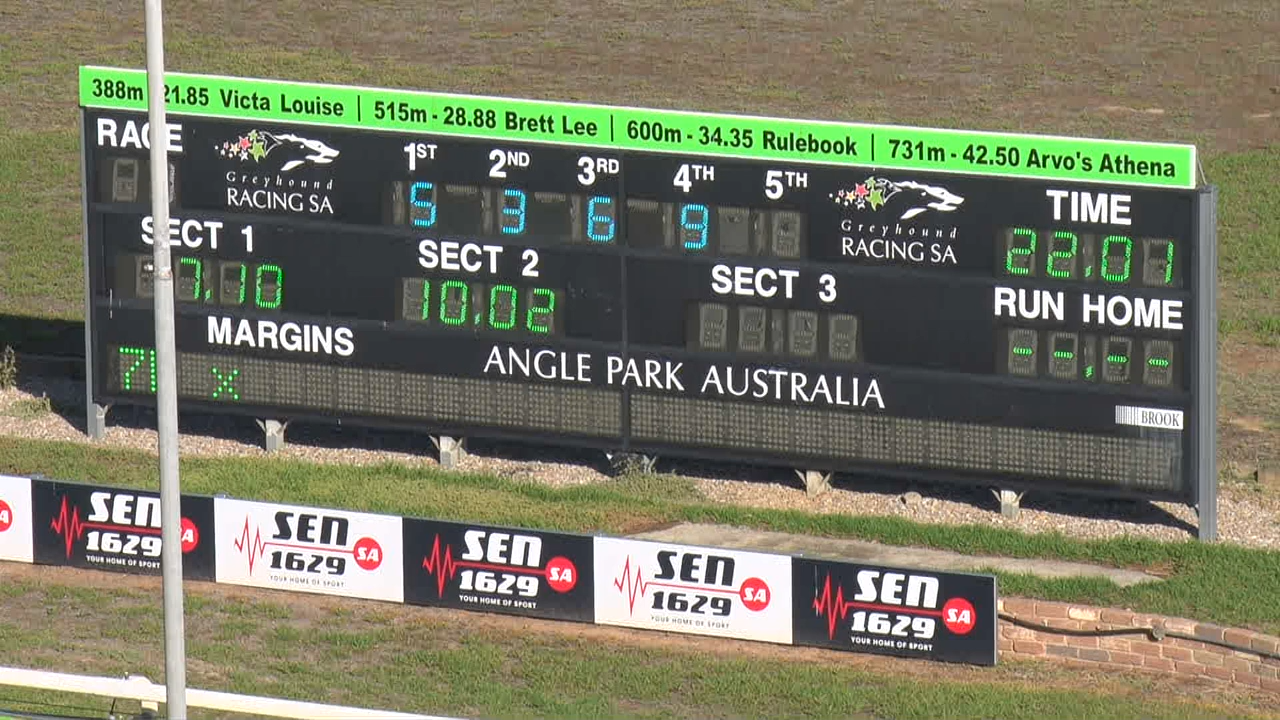 388m 21.85 Victa Louise | 515m - 28.88 Brett Lee | 600m - 34.35 Rulebook | 731m - 42.50 Arvo's Athena
RACE
Greyhound
RACING SA
1ST 2ND 3RD 4TH 5TH
5 3 6 9
Greyhound
RACING SA
TIME
22.01
SECT 1
7.10
SECT 2
10.02
SECT 3
RUN HOME
--.--
MARGINS
ANGLE PARK AUSTRALIA
x
BROOK
A
SEN
1629
A
YOUR HOME OF SPORT
SEN
1629
SA
YOUR HOME OF SPORT
SEN
1629
SA
YOUR HOME OF SPORT
SEN
1629
SA
YOUR HOME OF SPORT
SEN
1629
SA
YOUR HOME OF SPORT